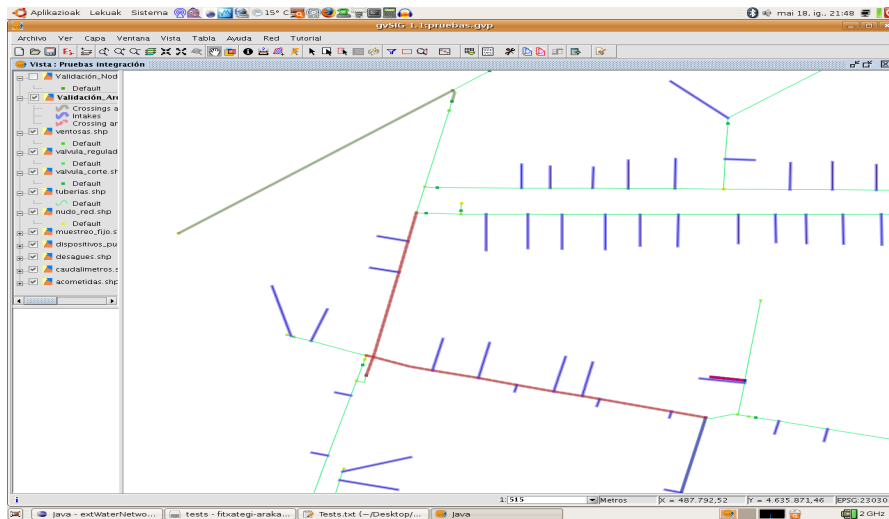 Aplikazioak Lekuak Sistema 15° C mai 18, ig., 21:48
gvSIG 1.1:pruebas.gvp
Archivo Ver Capa Ventana Vista Tabla Ayuda Red Tutorial
Vista : Pruebas integración
Validación_Nod
Default
Validación_Arc
Crossings a
Intakes
Crossing ar
ventosas.shp
Default
valvula_regulad
Default
valvula_corte.sh
Default
tuberias.shp
Default
nudo_red.shp
Default
muestreo_fijo.s
dispositivos_pu
desagues.shp
caudalimetros.s
acometidas.shp
i 1: 515 Metros X = 487.792,52 Y = 4.635.871,46 EPSG:23030
Java - extWaterNetwo... tests - fitxategi-araka... Tests.txt (~/Desktop/... Java 2 GHz